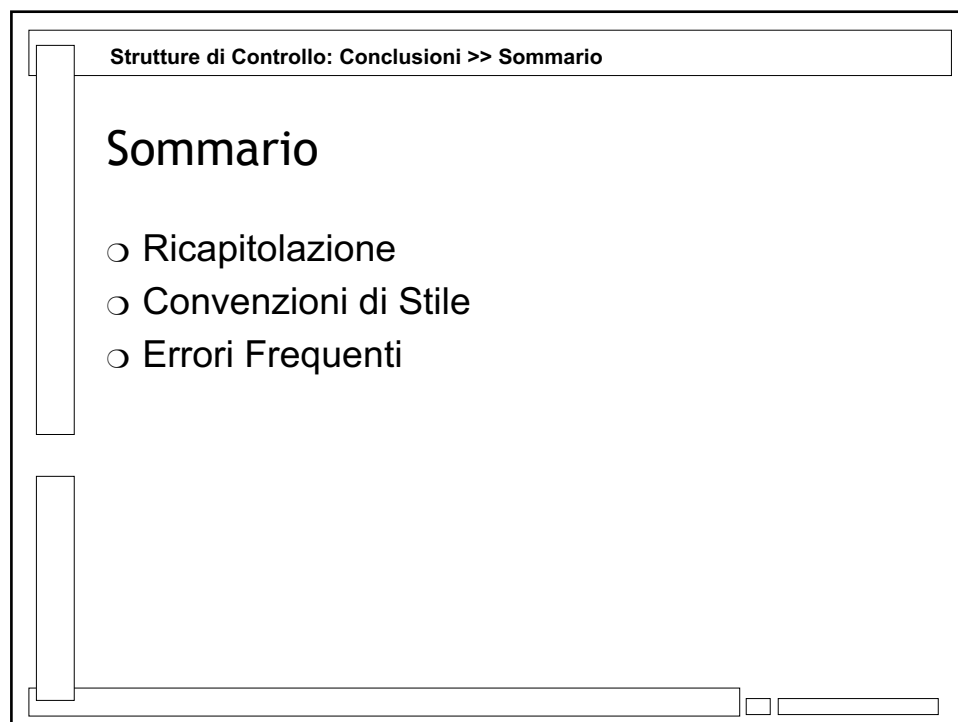 Strutture di Controllo: Conclusioni >> Sommario
Sommario
❍ Ricapitolazione
❍ Convenzioni di Stile
❍ Errori Frequenti